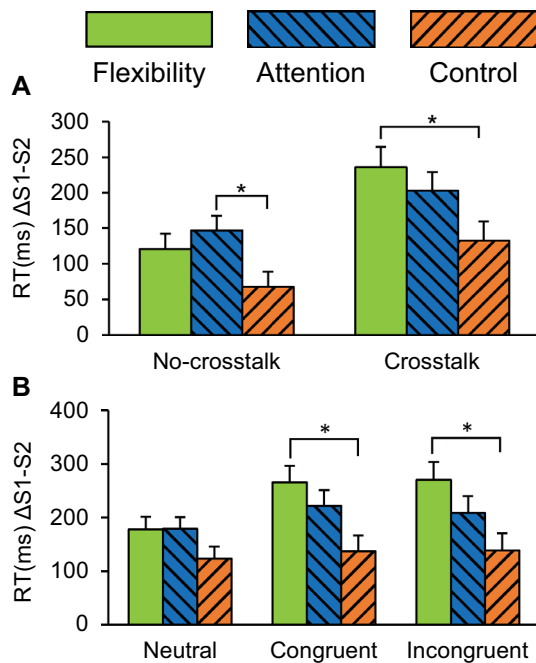 Flexibility Attention Control
A
RT(ms) ΔS1-S2
300
250
200
150
100
50
0
*
*
No-crosstalk Crosstalk
B
RT(ms) ΔS1-S2
400
300
200
100
0
*
*
Neutral Congruent Incongruent